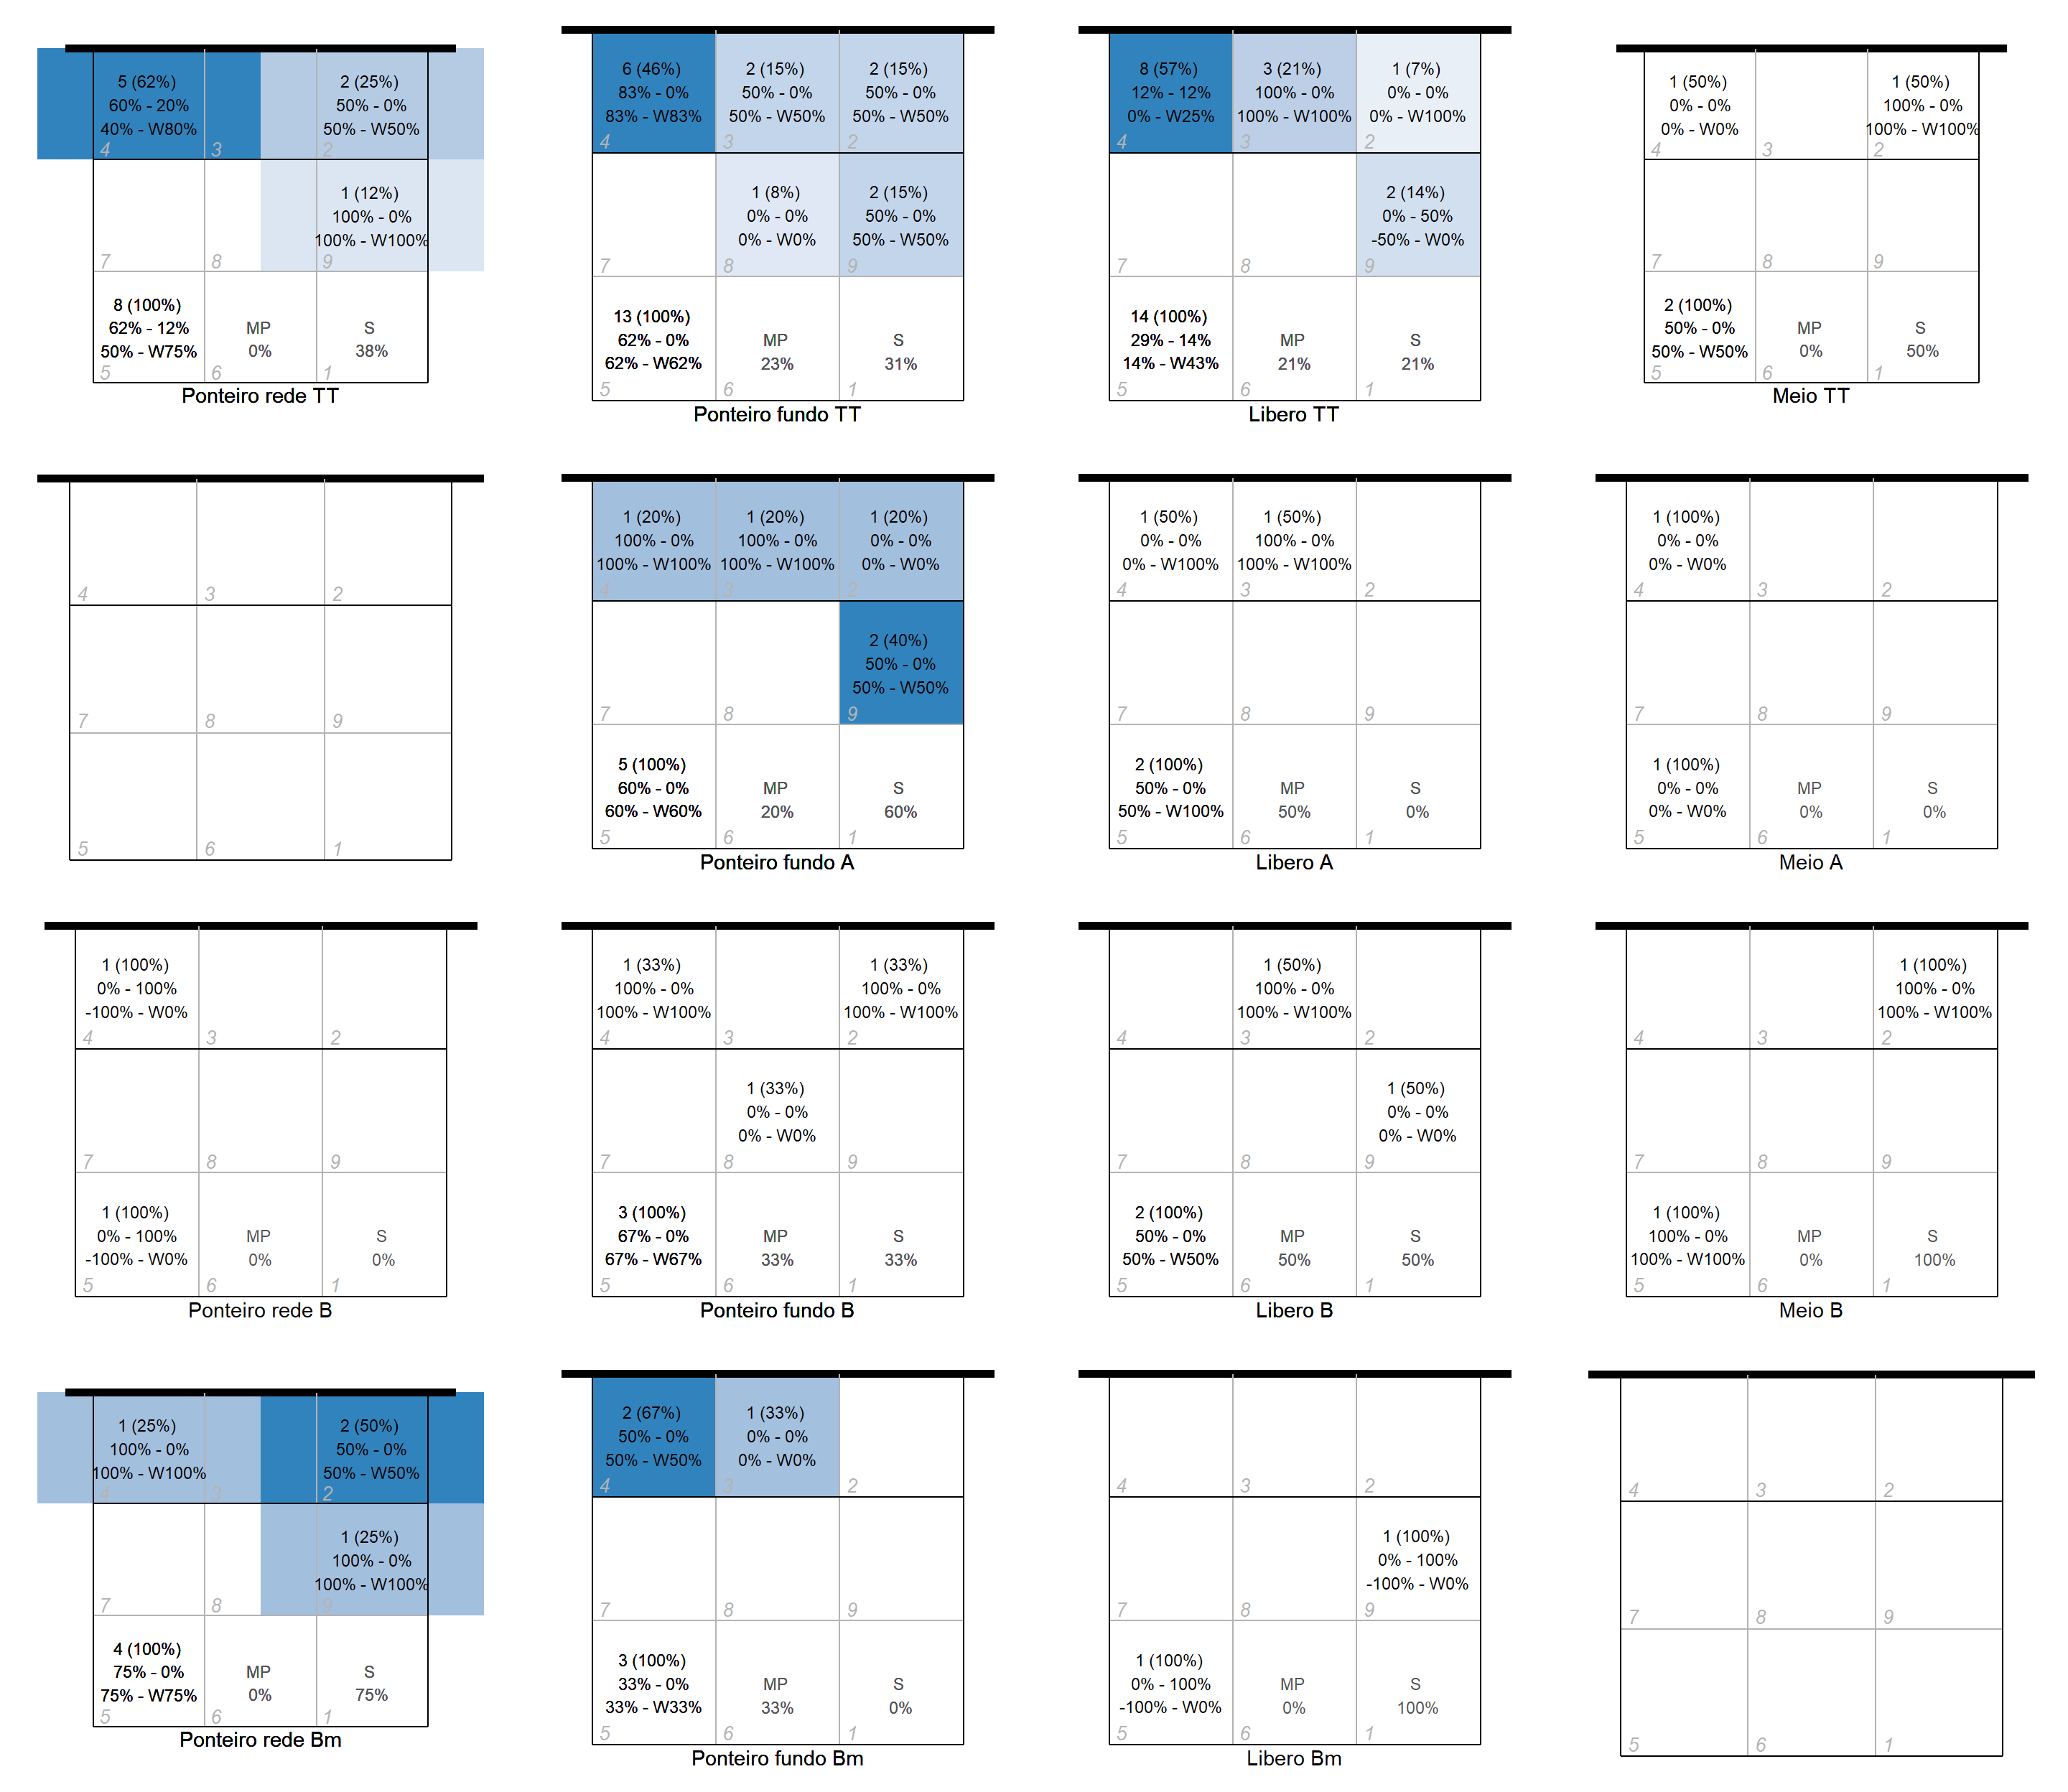 5 (62%)
60% - 20%
40% - W80%
4
3
2 (25%)
50% - 0%
50% - W50%
2
7
8
1 (12%)
100% - 0%
100% - W100%
9
8 (100%)
62% - 12%
50% - W75%
5
MP
0%
6
S
38%
1
Ponteiro rede TT
6 (46%)
83% - 0%
83% - W83%
4
2 (15%)
50% - 0%
50% - W50%
3
2 (15%)
50% - 0%
50% - W50%
2
7
1 (8%)
0% - 0%
0% - W0%
8
2 (15%)
50% - 0%
50% - W50%
9
13 (100%)
62% - 0%
62% - W62%
5
MP
23%
6
S
31%
1
Ponteiro fundo TT
8 (57%)
12% - 12%
0% - W25%
4
3 (21%)
100% - 0%
100% - W100%
3
1 (7%)
0% - 0%
0% - W100%
2
7
8
2 (14%)
0% - 50%
-50% - W0%
9
14 (100%)
29% - 14%
14% - W43%
5
MP
21%
6
S
21%
1
Libero TT
1 (50%)
0% - 0%
0% - W0%
4
3
1 (50%)
100% - 0%
100% - W100%
2
7
8
9
2 (100%)
50% - 0%
50% - W50%
5
MP
0%
6
S
50%
1
Meio TT
4
3
2
7
8
9
5
6
1
1 (20%)
100% - 0%
100% - W100%
4
1 (20%)
100% - 0%
100% - W100%
3
1 (20%)
0% - 0%
0% - W0%
2
7
8
2 (40%)
50% - 0%
50% - W50%
9
5 (100%)
60% - 0%
60% - W60%
5
MP
20%
6
S
60%
1
Ponteiro fundo A
1 (50%)
0% - 0%
0% - W100%
4
1 (50%)
100% - 0%
100% - W100%
3
2
7
8
9
2 (100%)
50% - 0%
50% - W100%
5
MP
50%
6
S
0%
1
Libero A
1 (100%)
0% - 0%
0% - W0%
4
3
2
7
8
9
1 (100%)
0% - 0%
0% - W0%
5
MP
0%
6
S
0%
1
Meio A
1 (100%)
0% - 100%
-100% - W0%
4
3
2
7
8
9
1 (100%)
0% - 100%
-100% - W0%
5
MP
0%
6
S
0%
1
Ponteiro rede B
1 (33%)
100% - 0%
100% - W100%
4
3
1 (33%)
100% - 0%
100% - W100%
2
7
1 (33%)
0% - 0%
0% - W0%
8
9
3 (100%)
67% - 0%
67% - W67%
5
MP
33%
6
S
33%
1
Ponteiro fundo B
4
1 (50%)
100% - 0%
100% - W100%
3
2
7
8
1 (50%)
0% - 0%
0% - W0%
9
2 (100%)
50% - 0%
50% - W50%
5
MP
50%
6
S
50%
1
Libero B
4
3
1 (100%)
100% - 0%
100% - W100%
2
7
8
9
1 (100%)
100% - 0%
100% - W100%
5
MP
0%
6
S
100%
1
Meio B
1 (25%)
100% - 0%
100% - W100%
4
3
2 (50%)
50% - 0%
50% - W50%
2
7
8
1 (25%)
100% - 0%
100% - W100%
9
4 (100%)
75% - 0%
75% - W75%
5
MP
0%
6
S
75%
1
Ponteiro rede Bm
2 (67%)
50% - 0%
50% - W50%
4
1 (33%)
0% - 0%
0% - W0%
3
2
7
8
9
3 (100%)
33% - 0%
33% - W33%
5
MP
33%
6
S
0%
1
Ponteiro fundo Bm
4
3
2
7
8
1 (100%)
0% - 100%
-100% - W0%
9
1 (100%)
0% - 100%
-100% - W0%
5
MP
0%
6
S
100%
1
Libero Bm
4
3
2
7
8
9
5
6
1